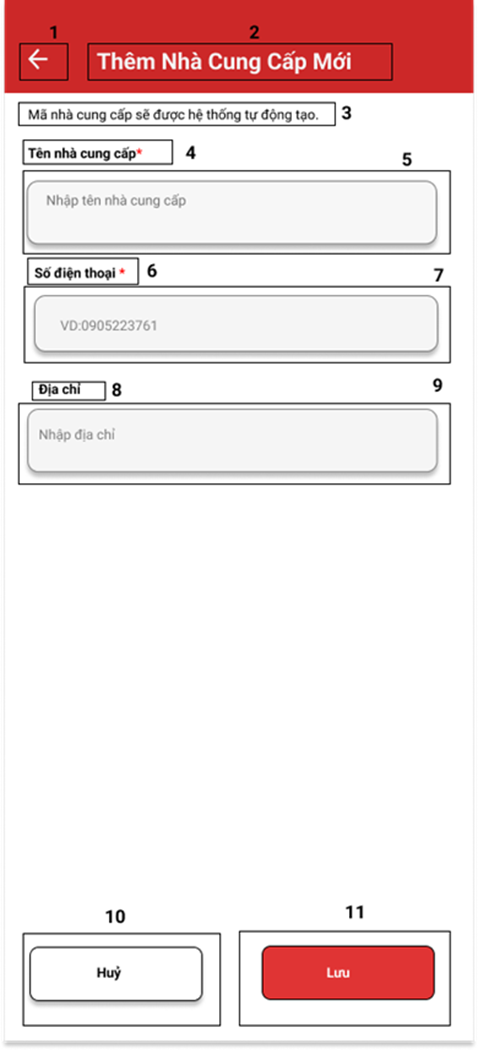 1
2
Thêm Nhà Cung Cấp Mới
Mã nhà cung cấp sẽ được hệ thống tự động tạo.
3
Tên nhà cung cấp*
4
5
Nhập tên nhà cung cấp
Số điện thoại *
6
7
VD:0905223761
Địa chỉ
8
9
Nhập địa chỉ
10
11
Huỷ
Lưu